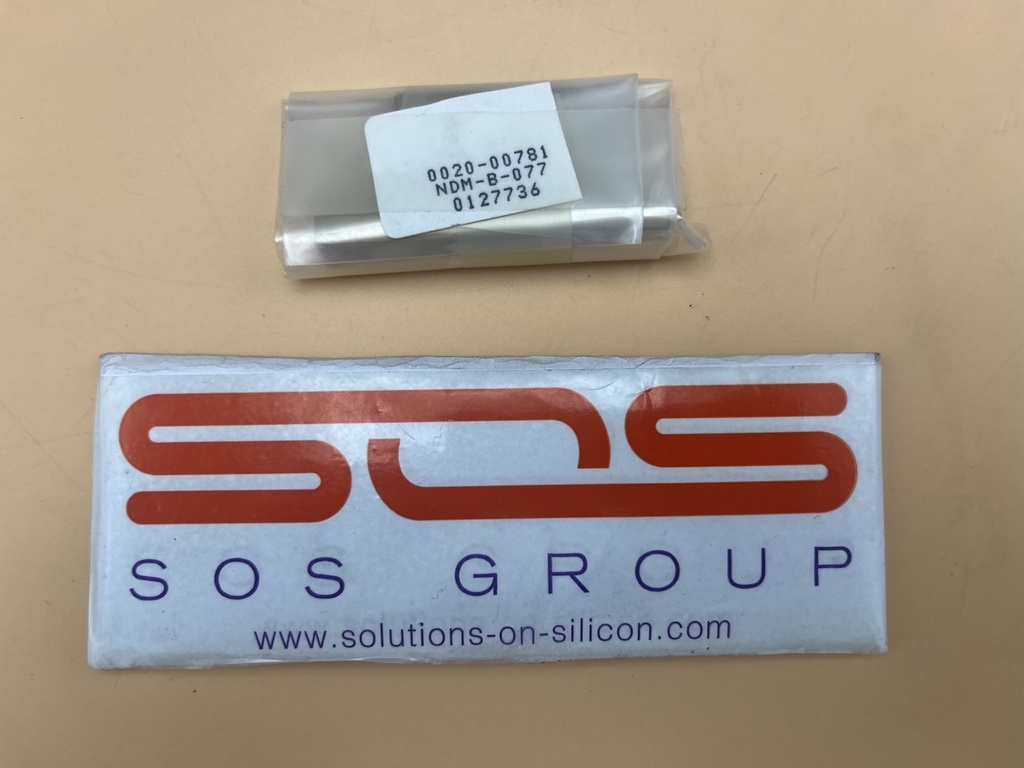 0020-00781
NDM-B-077
0127736
SOS
SOS GROUP
www.solutions-on-silicon.com